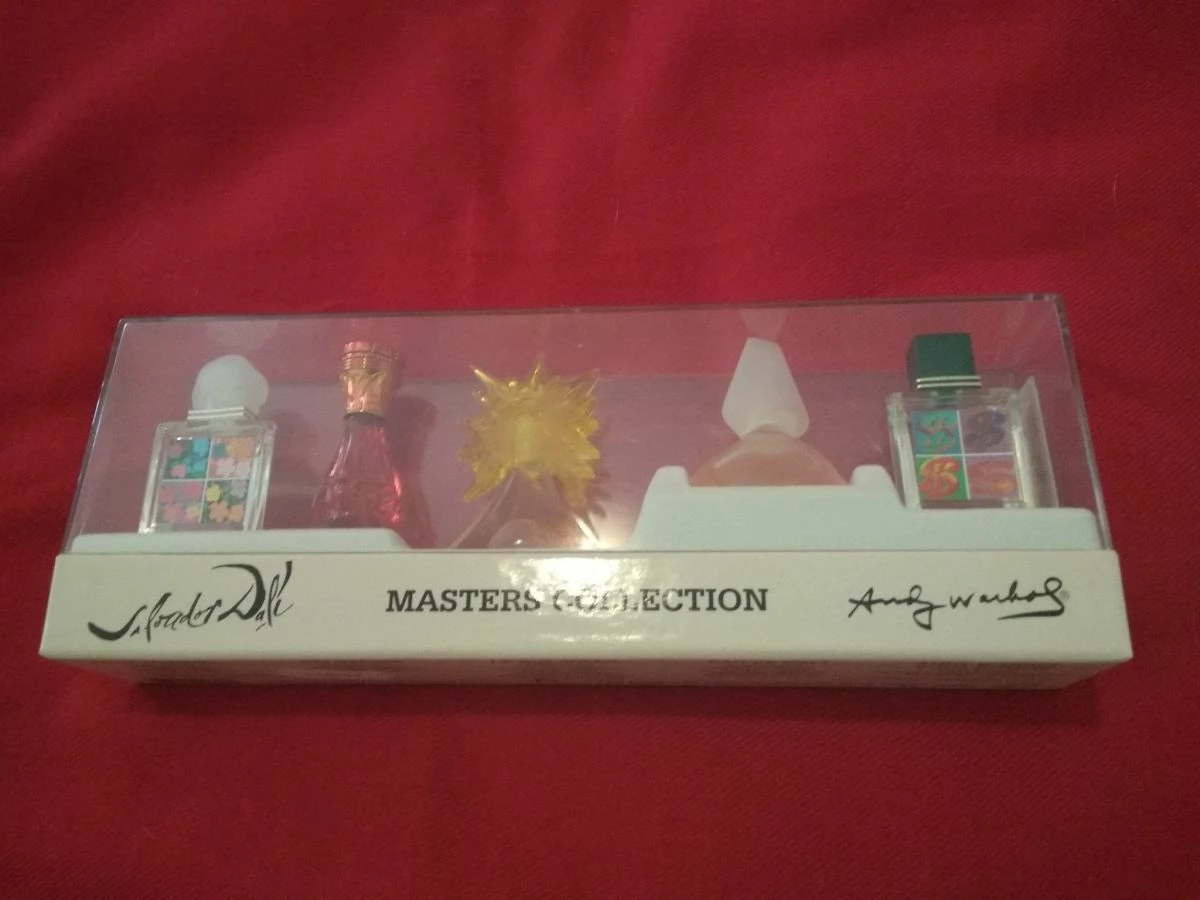 Salvador Dalí
MASTERS COLLECTION
Andy Warhol®